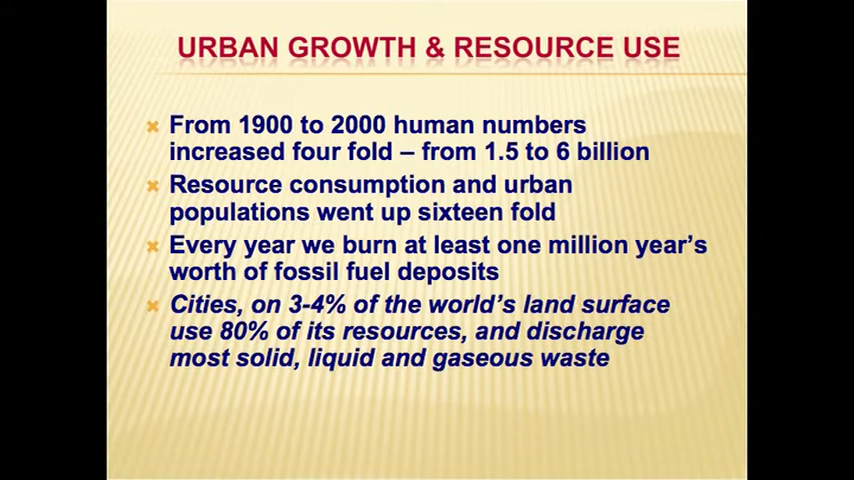 URBAN GROWTH & RESOURCE USE
From 1900 to 2000 human numbers
increased four fold – from 1.5 to 6 billion
Resource consumption and urban
populations went up sixteen fold
Every year we burn at least one million year’s
worth of fossil fuel deposits
Cities, on 3-4% of the world’s land surface
use 80% of its resources, and discharge
most solid, liquid and gaseous waste